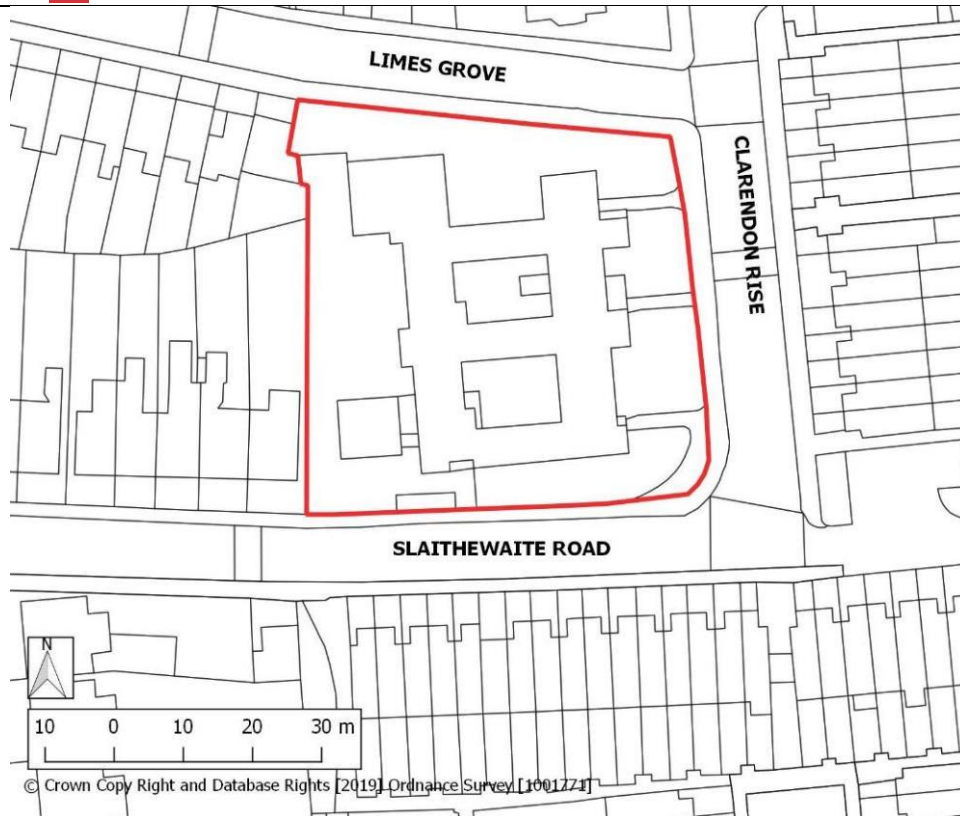 LIMES GROVE
CLARENDON RISE
SLAITHEWAITE ROAD
N
10 0 10 20 30 m
© Crown Copy Right and Database Rights [2019] Ordnance Survey [1001771]